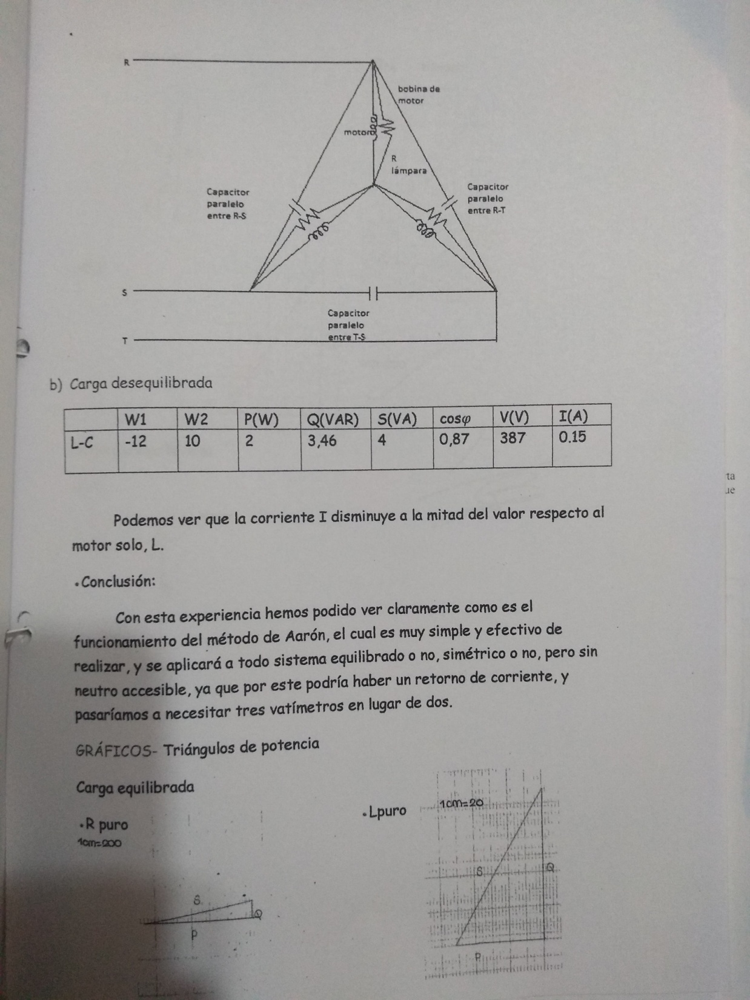 R
bobina de
motor
motor
R
lámpara
Capacitor
paralelo
entre R-S
Capacitor
paralelo
entre R-T
S
Capacitor
paralelo
entre T-S
T
b) Carga desequilibrada
W1 W2 P(W) Q(VAR) S(VA) cosφ V(V) I(A)
L-C -12 10 2 3,46 4 0,87 387 0.15
ta
ue
Podemos ver que la corriente I disminuye a la mitad del valor respecto al
motor solo, L.
•Conclusión:
Con esta experiencia hemos podido ver claramente como es el
funcionamiento del método de Aarón, el cual es muy simple y efectivo de
realizar, y se aplicará a todo sistema equilibrado o no, simétrico o no, pero sin
neutro accesible, ya que por este podría haber un retorno de corriente, y
pasaríamos a necesitar tres vatímetros en lugar de dos.
GRÁFICOS- Triángulos de potencia
Carga equilibrada
•R puro
1cm=200
S
Q
P
•Lpuro
1cm=20
S
Q
P